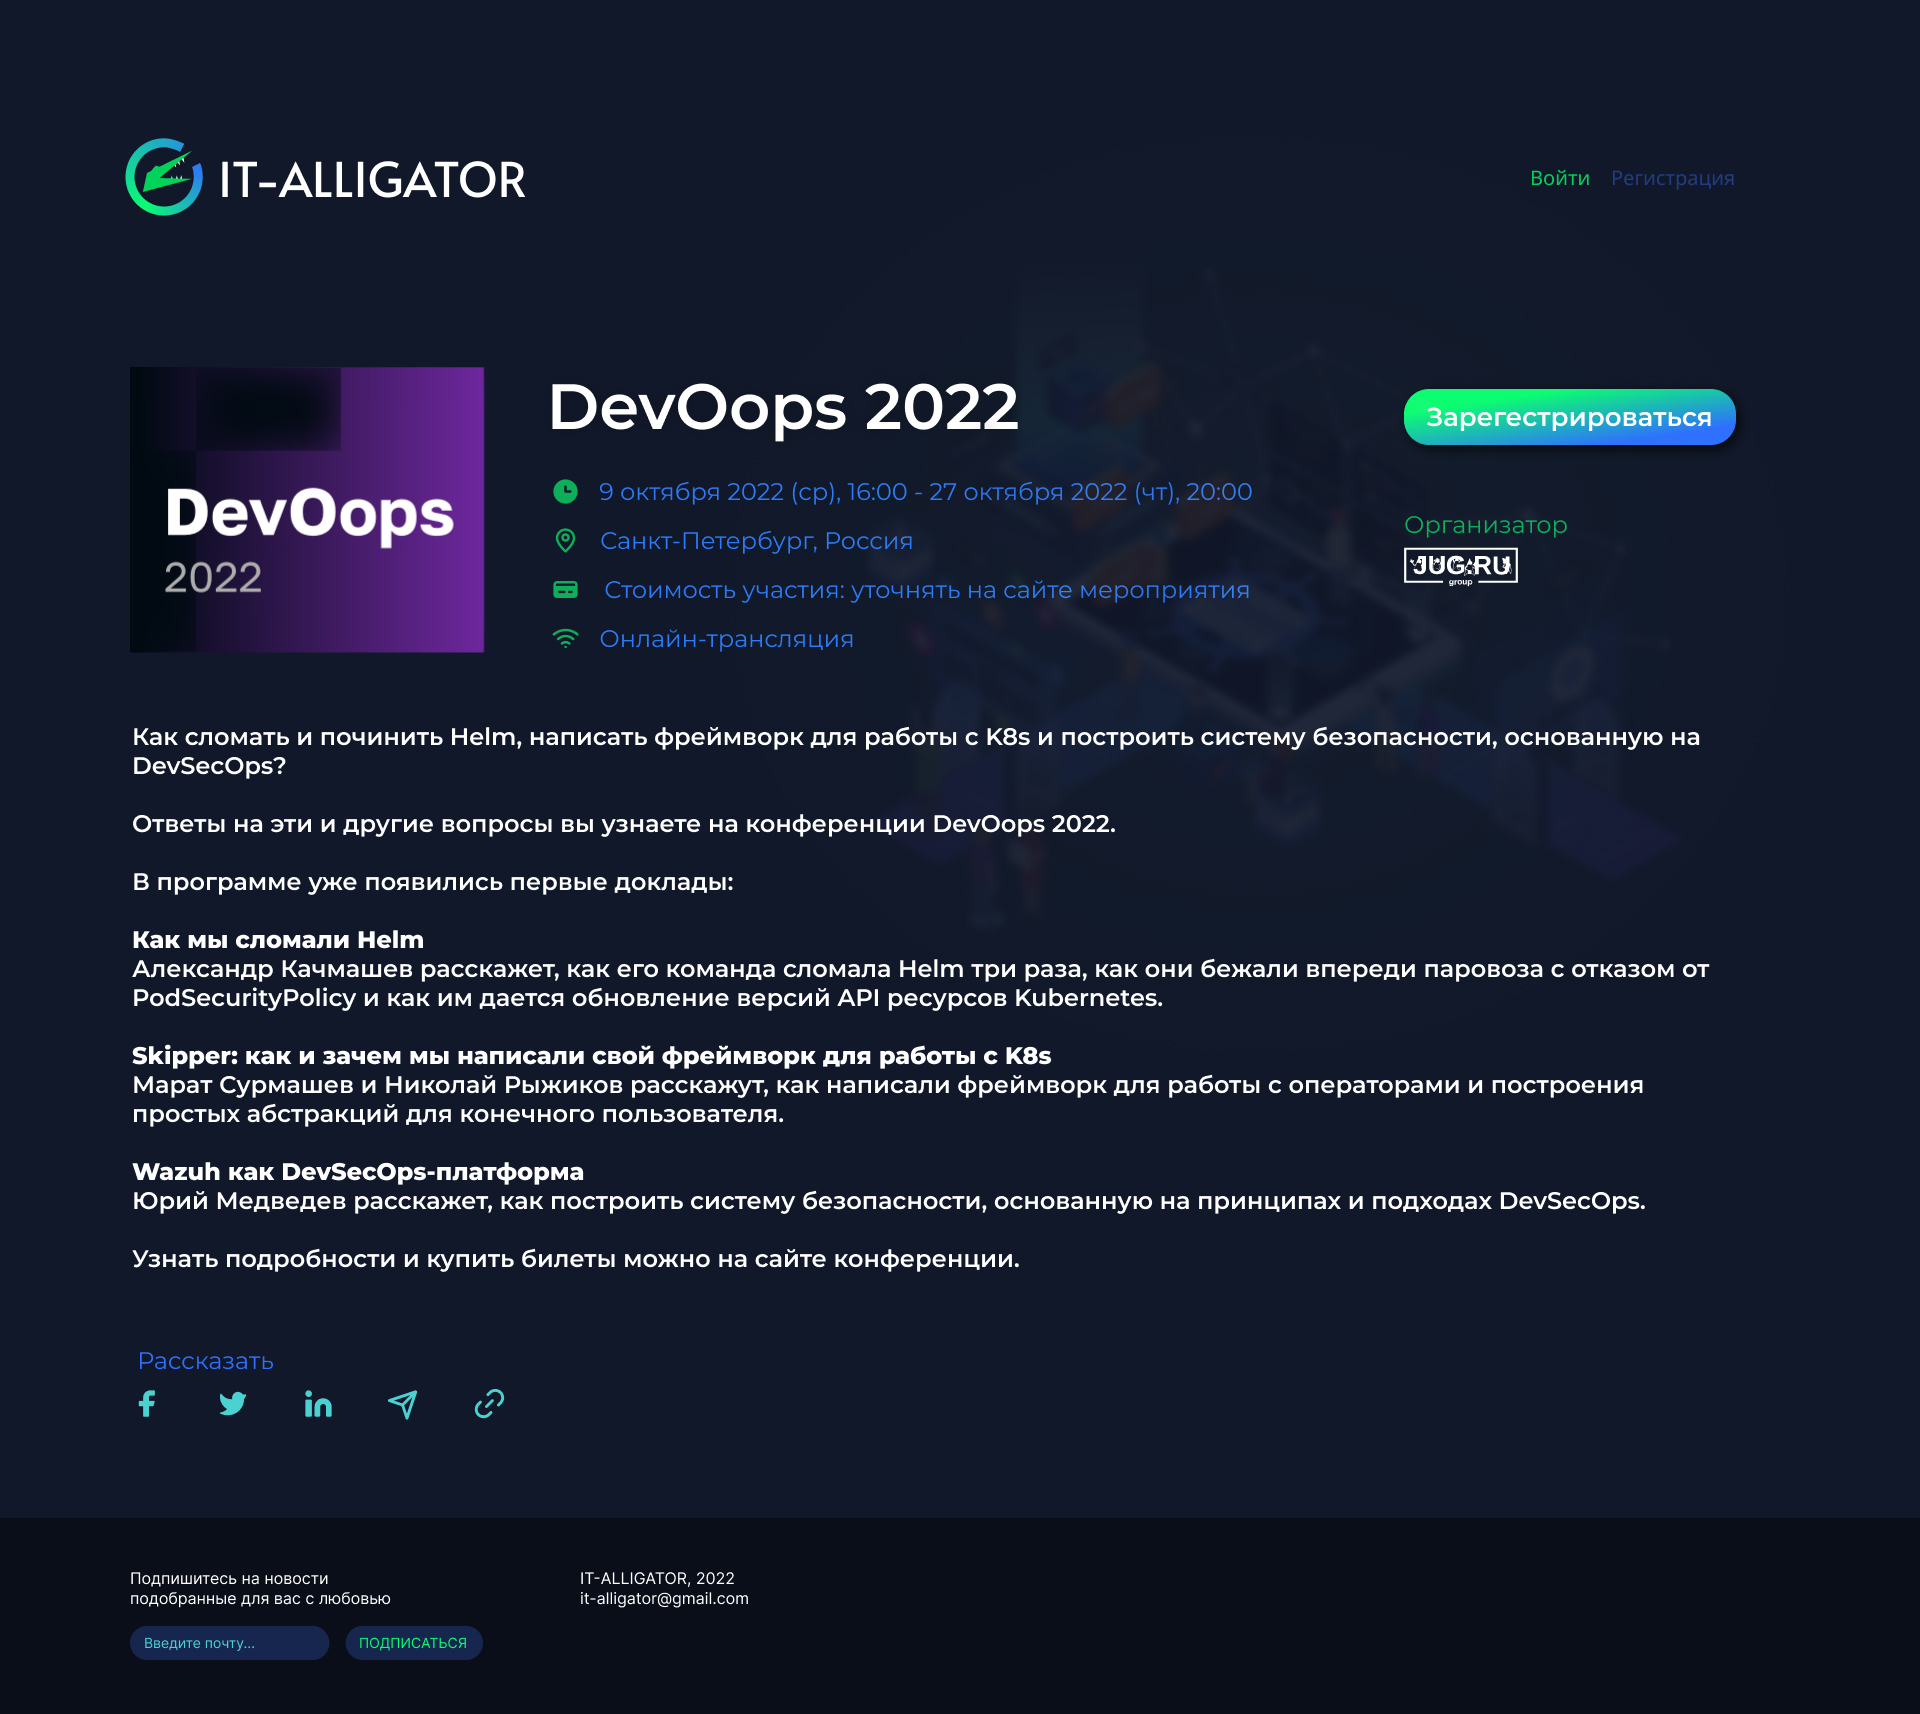 IT-ALLIGATOR
Войти Регистрация
DevOops
2022
DevOops 2022
9 октября 2022 (ср), 16:00 - 27 октября 2022 (чт), 20:00
Санкт-Петербург, Россия
Стоимость участия: уточнять на сайте мероприятия
Онлайн-трансляция
Зарегестрироваться
Организатор
JUG.RU
group
Как сломать и починить Helm, написать фреймворк для работы с K8s и построить систему безопасности, основанную на
DevSecOps?
Ответы на эти и другие вопросы вы узнаете на конференции DevOops 2022.
В программе уже появились первые доклады:
Как мы сломали Helm
Александр Качмашев расскажет, как его команда сломала Helm три раза, как они бежали впереди паровоза с отказом от
PodSecurityPolicy и как им дается обновление версий API ресурсов Kubernetes.
Skipper: как и зачем мы написали свой фреймворк для работы с K8s
Марат Сурмашев и Николай Рыжиков расскажут, как написали фреймворк для работы с операторами и построения
простых абстракций для конечного пользователя.
Wazuh как DevSecOps-платформа
Юрий Медведев расскажет, как построить систему безопасности, основанную на принципах и подходах DevSecOps.
Узнать подробности и купить билеты можно на сайте конференции.
Рассказать
Подпишитесь на новости
подобранные для вас с любовью
Введите почту...
ПОДПИСАТЬСЯ
IT-ALLIGATOR, 2022
it-alligator@gmail.com